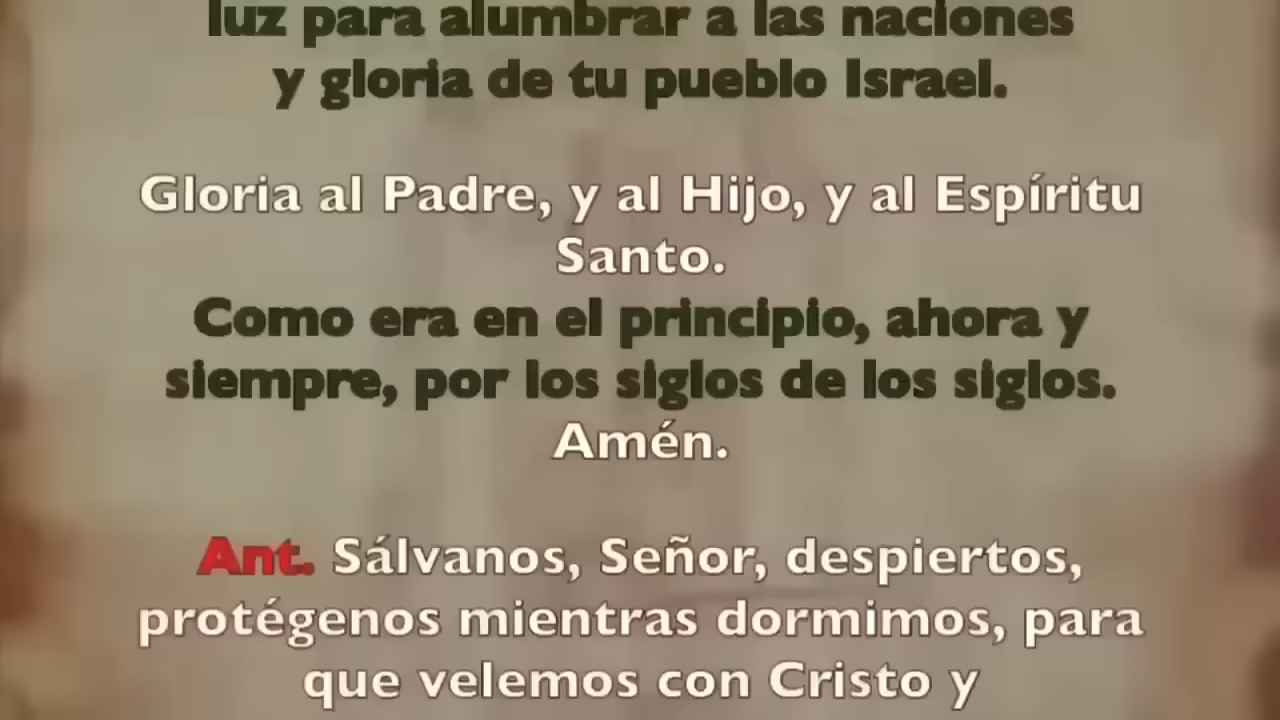 luz para alumbrar a las naciones
y gloria de tu pueblo Israel.
Gloria al Padre, y al Hijo, y al Espíritu
Santo.
Como era en el principio, ahora y
siempre, por los siglos de los siglos.
Amén.
Ant. Sálvanos, Señor, despiertos,
protégenos mientras dormimos, para
que velemos con Cristo y